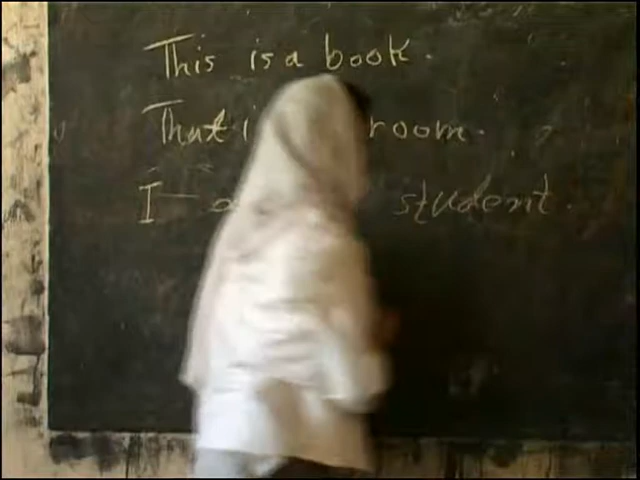 This is a book.
That i room.
I a student.